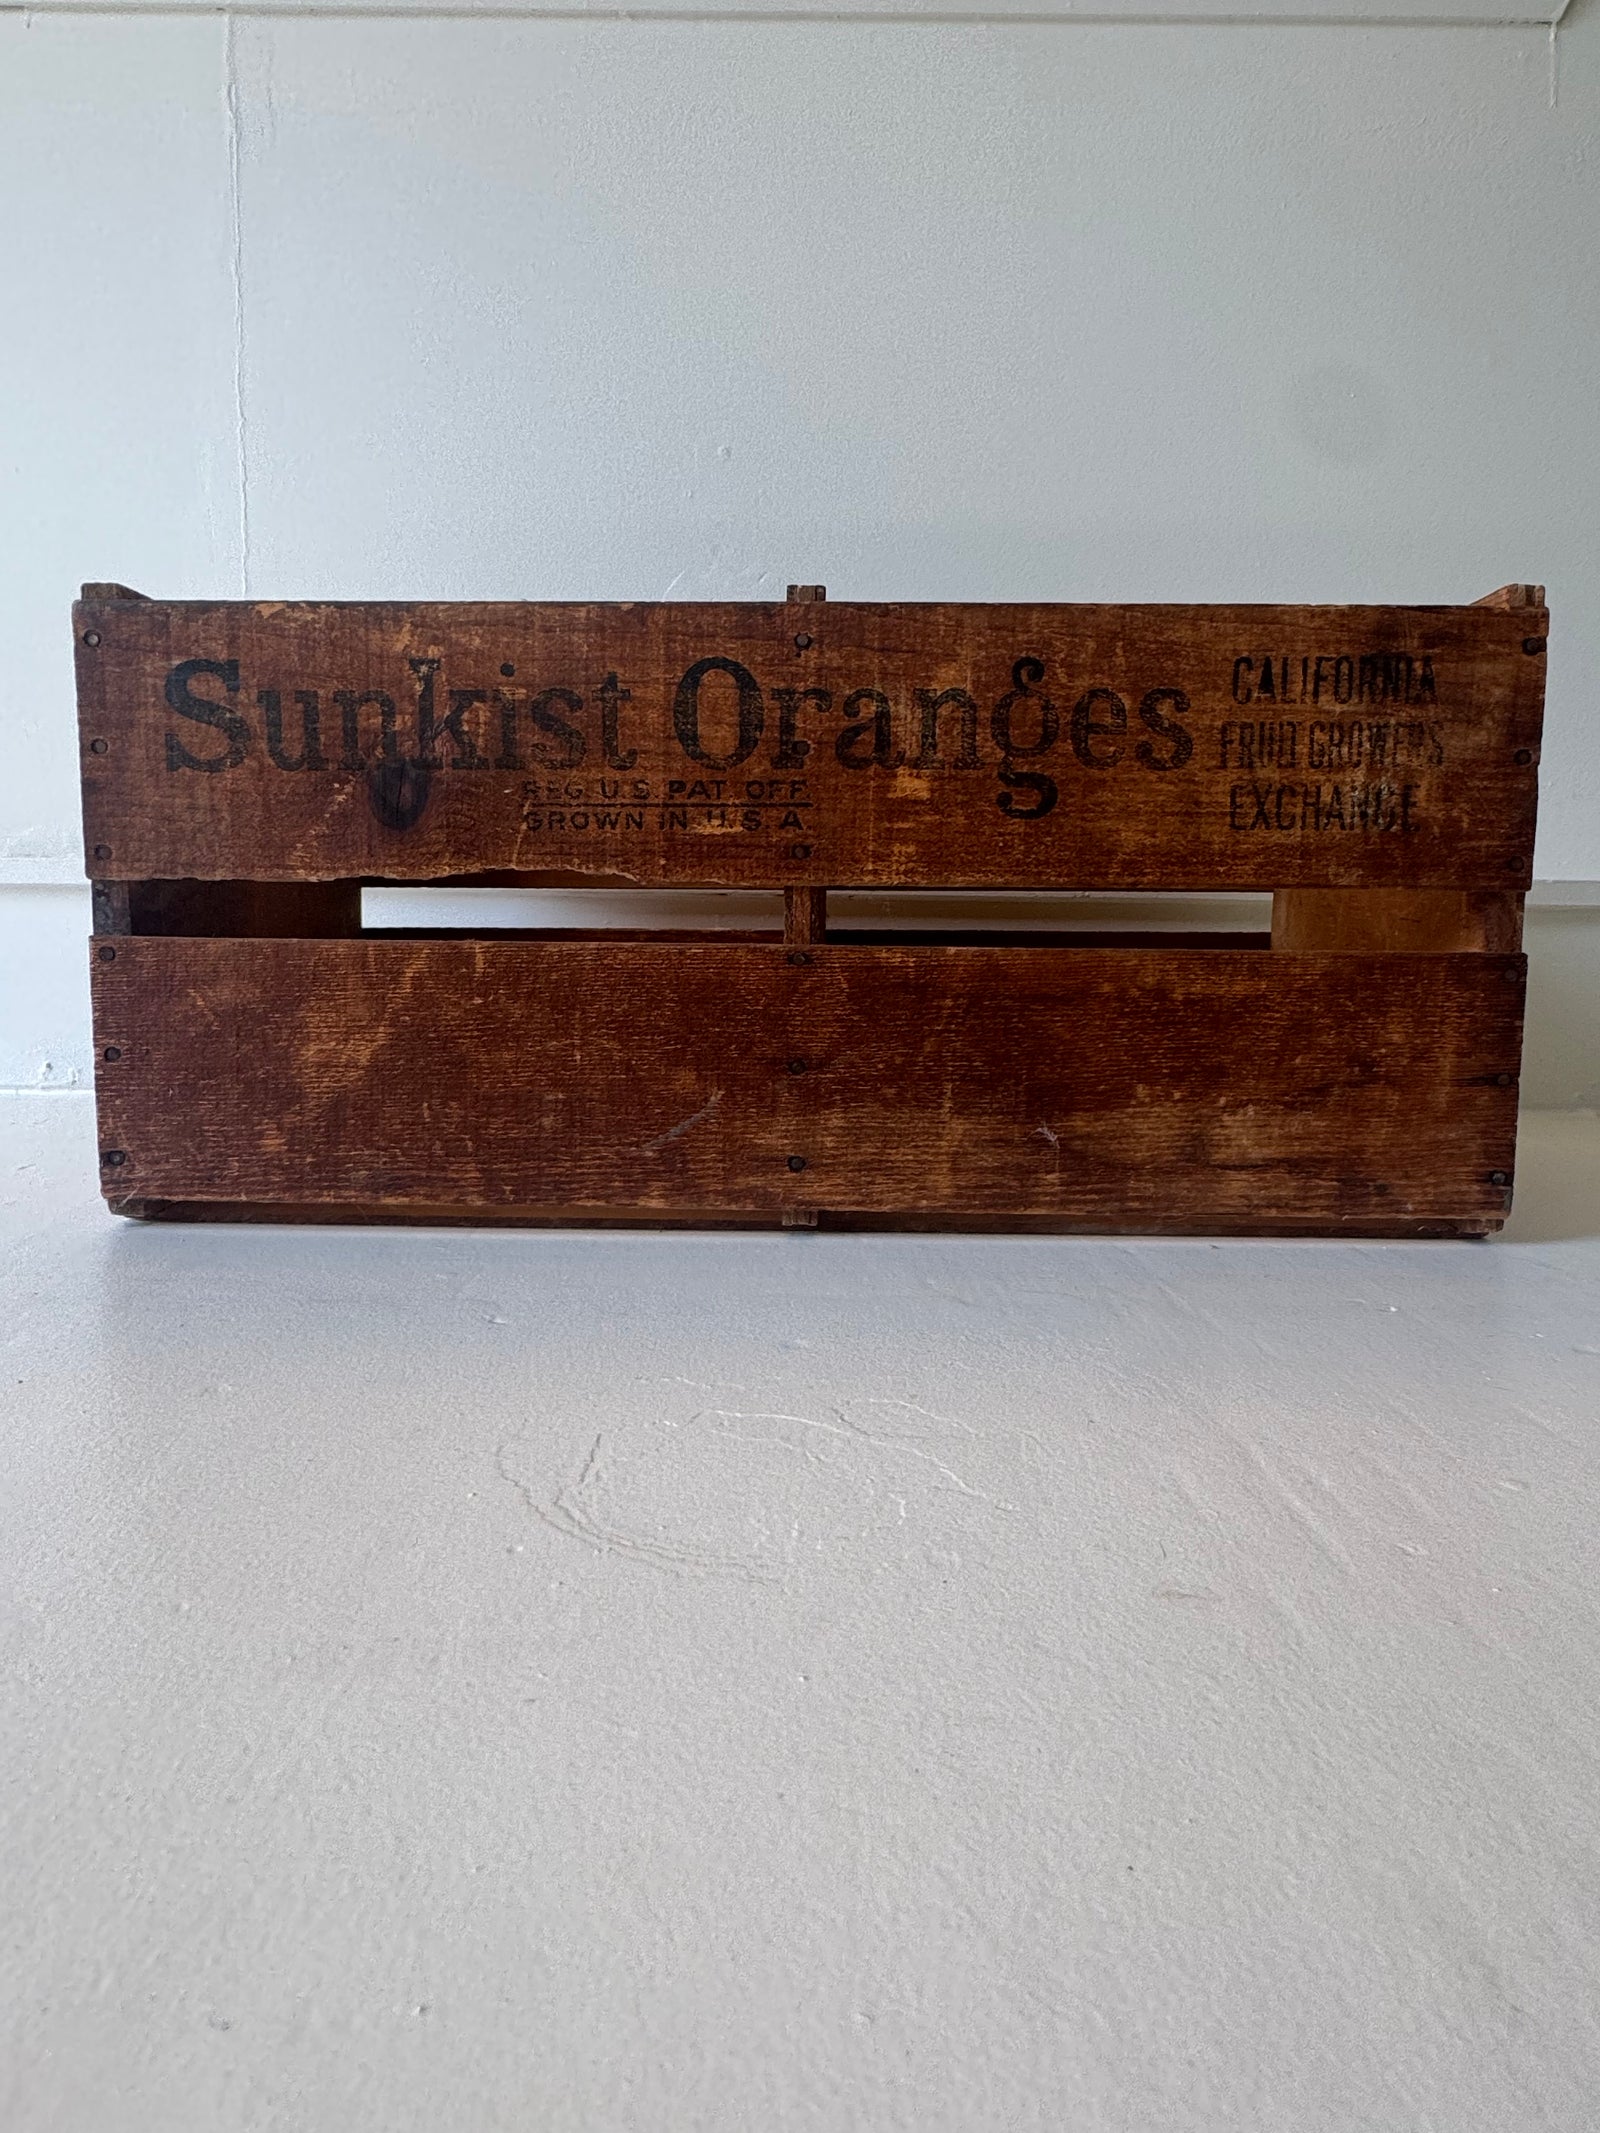 Sunkist Oranges
REG. U.S. PAT. OFF.
GROWN IN U.S.A.
CALIFORNIA
FRUIT GROWERS
EXCHANGE